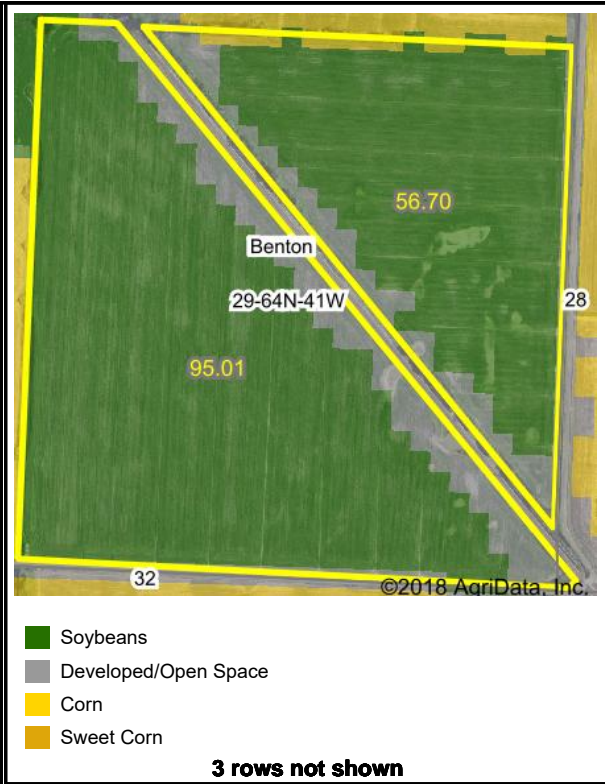 56.70
Benton
29-64N-41W
28
95.01
32
©2018 AgriData, Inc.
Soybeans
Developed/Open Space
Corn
Sweet Corn
3 rows not shown